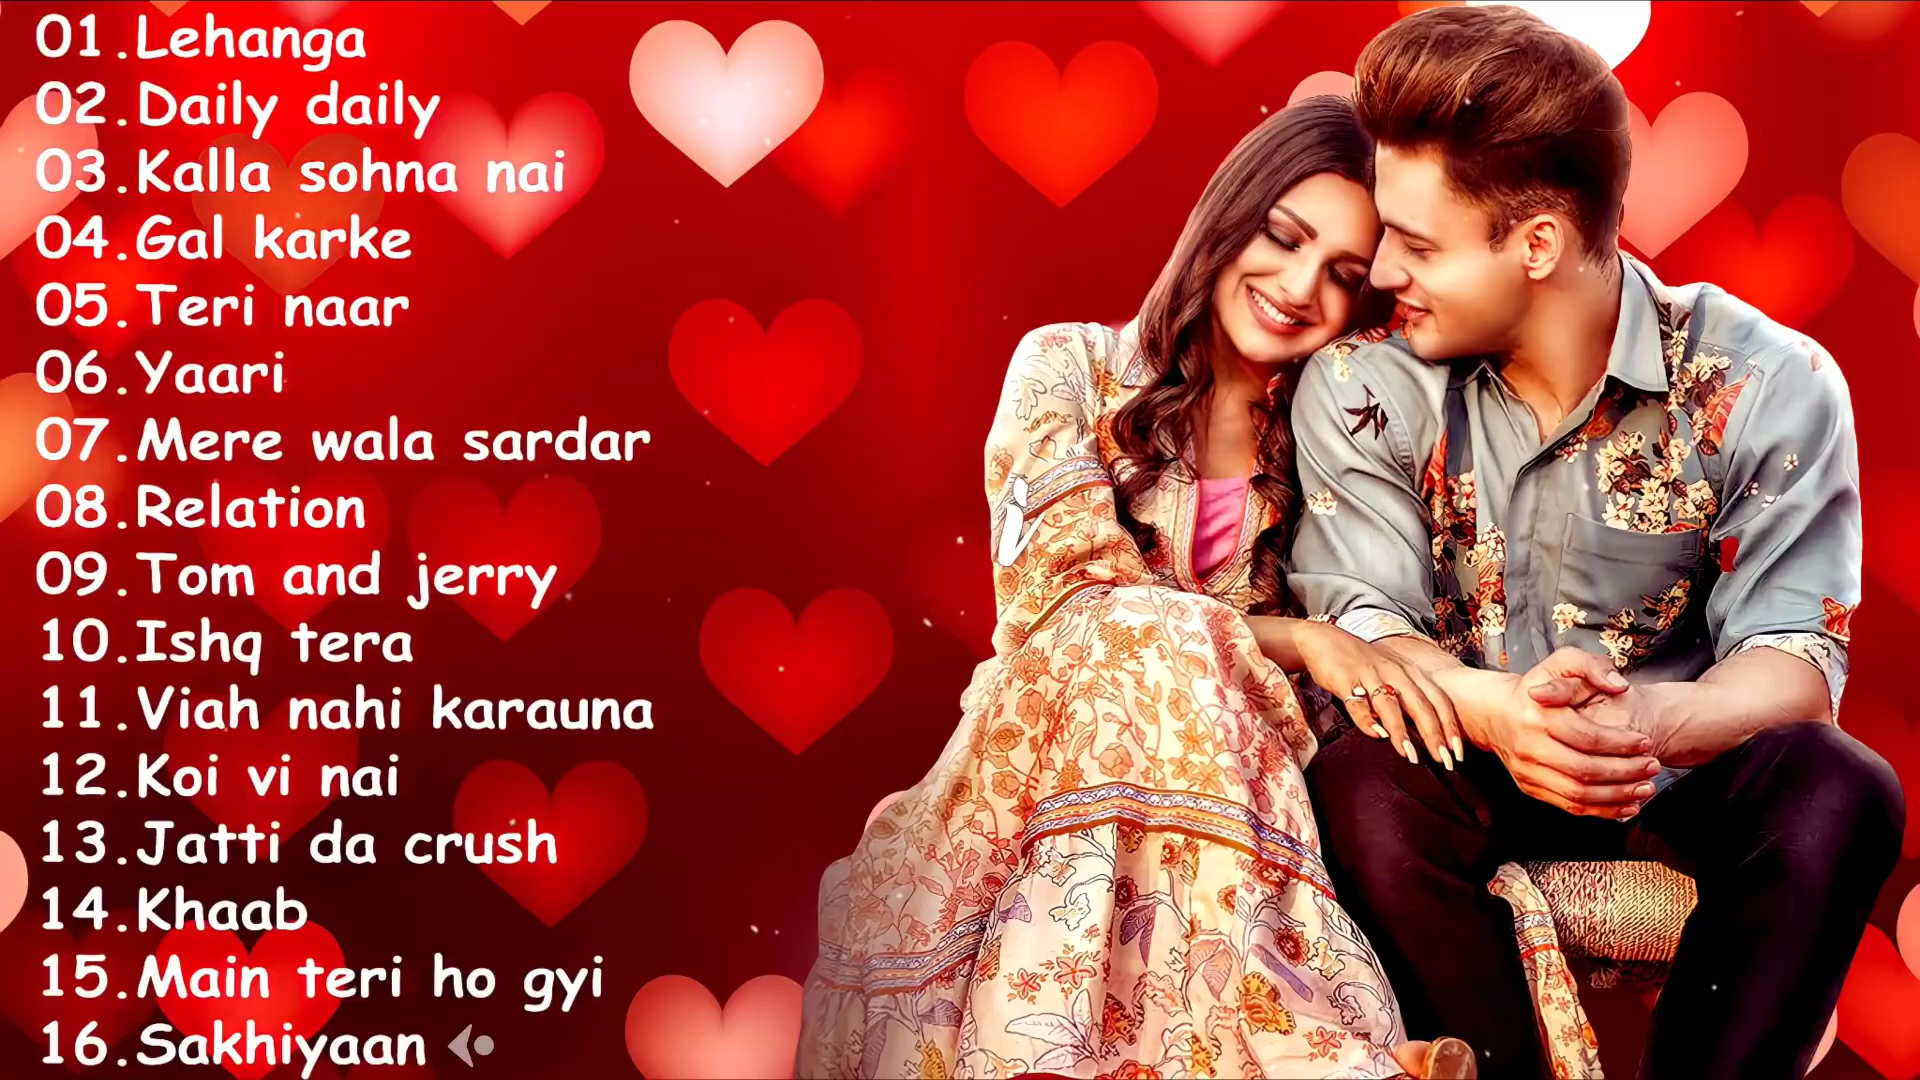 01.Lehanga
02.Daily daily
03.Kalla sohna nai
04.Gal karke
05.Teri naar
06.Yaari
07.Mere wala sardar
08.Relation
09.Tom and jerry
10.Ishq tera
11.Viah nahi karauna
12.Koi vi nai
13.Jatti da crush
14.Khaab
15.Main teri ho gyi
16.Sakhiyaan